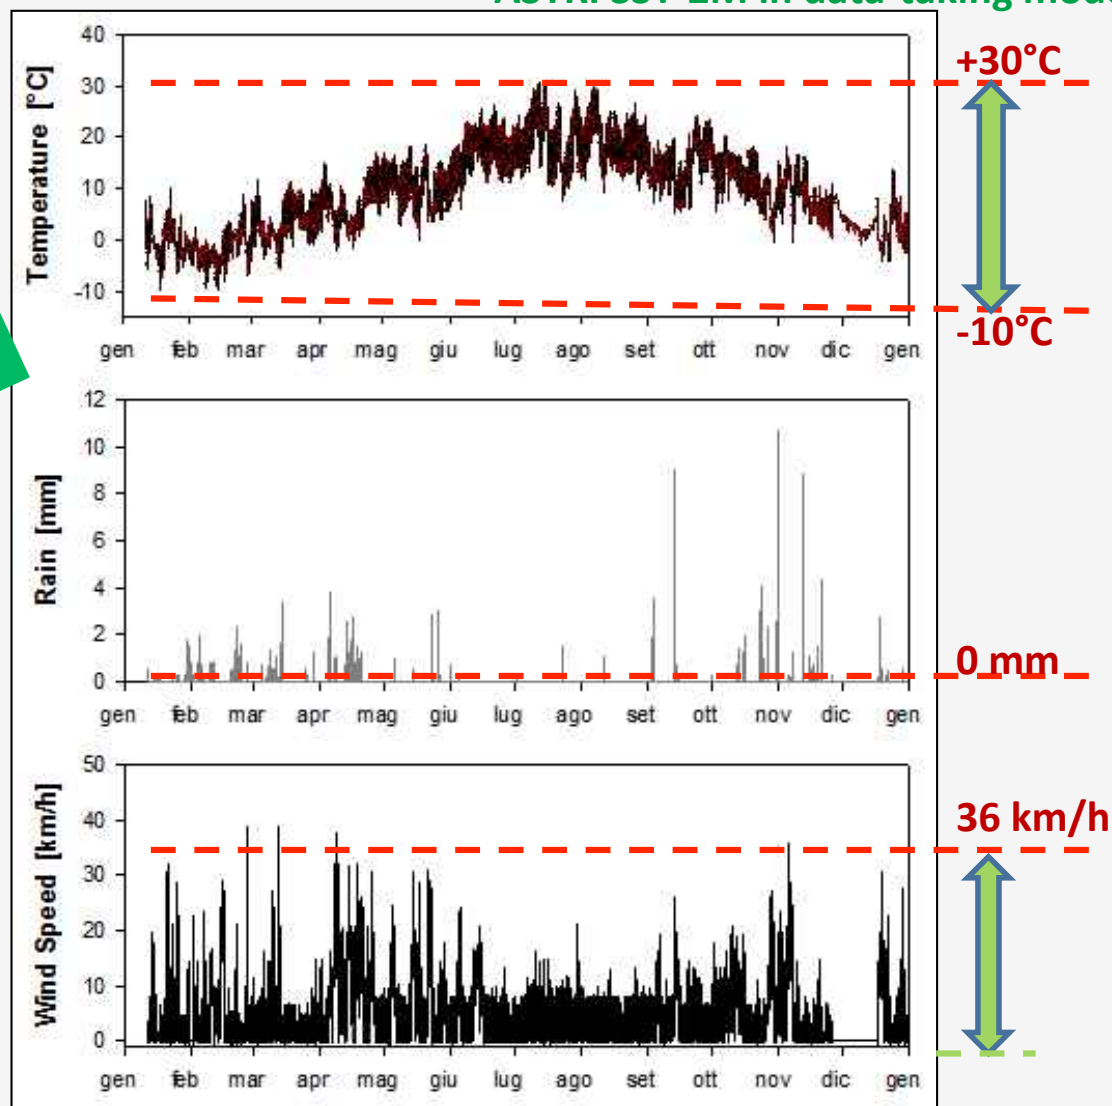 +30°C
40
30
20
10
0
-10
Temperature [°C]
-10°C
gen feb mar apr mag giu lug ago set ott nov dic gen
12
10
8
6
4
2
0
Rain [mm]
0 mm
gen feb mar apr mag giu lug ago set ott nov dic gen
50
40
30
20
10
0
Wind Speed [km/h]
36 km/h
gen feb mar apr mag giu lug ago set ott nov dic gen